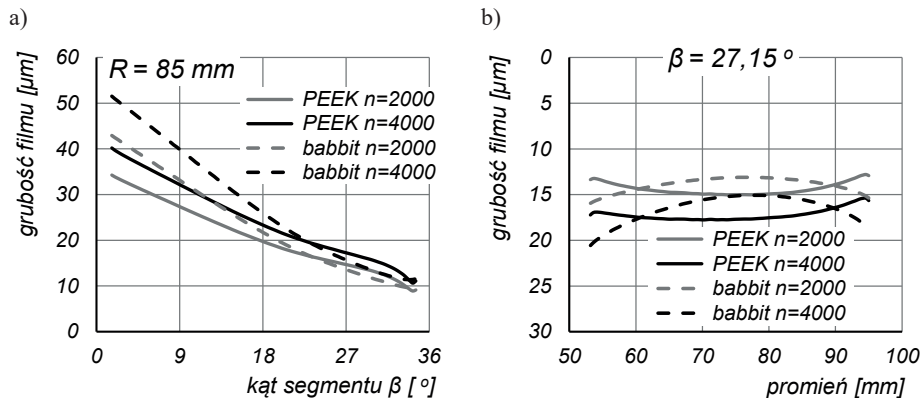 a)
grubość filmu [µm]
60
50
40
30
20
10
0
R = 85 mm
PEEK n=2000
PEEK n=4000
babbit n=2000
babbit n=4000
0 9 18 27 36
kąt segmentu β [ º]
b)
grubość filmu [µm]
0
5
10
15
20
25
30
β = 27,15 º
PEEK n=2000
PEEK n=4000
babbit n=2000
babbit n=4000
50 60 70 80 90 100
promień [mm]